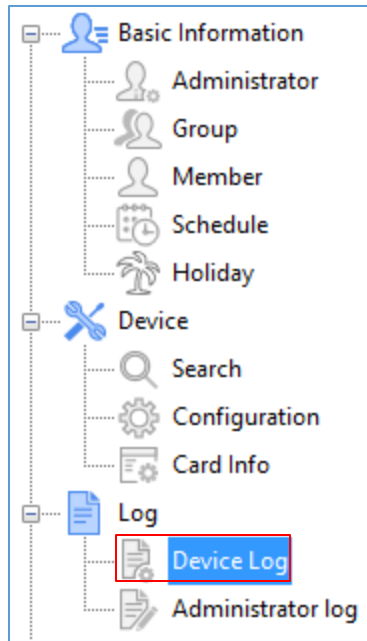 Basic Information
Administrator
Group
Member
Schedule
Holiday
Device
Search
Configuration
Card Info
Log
Device Log
Administrator log